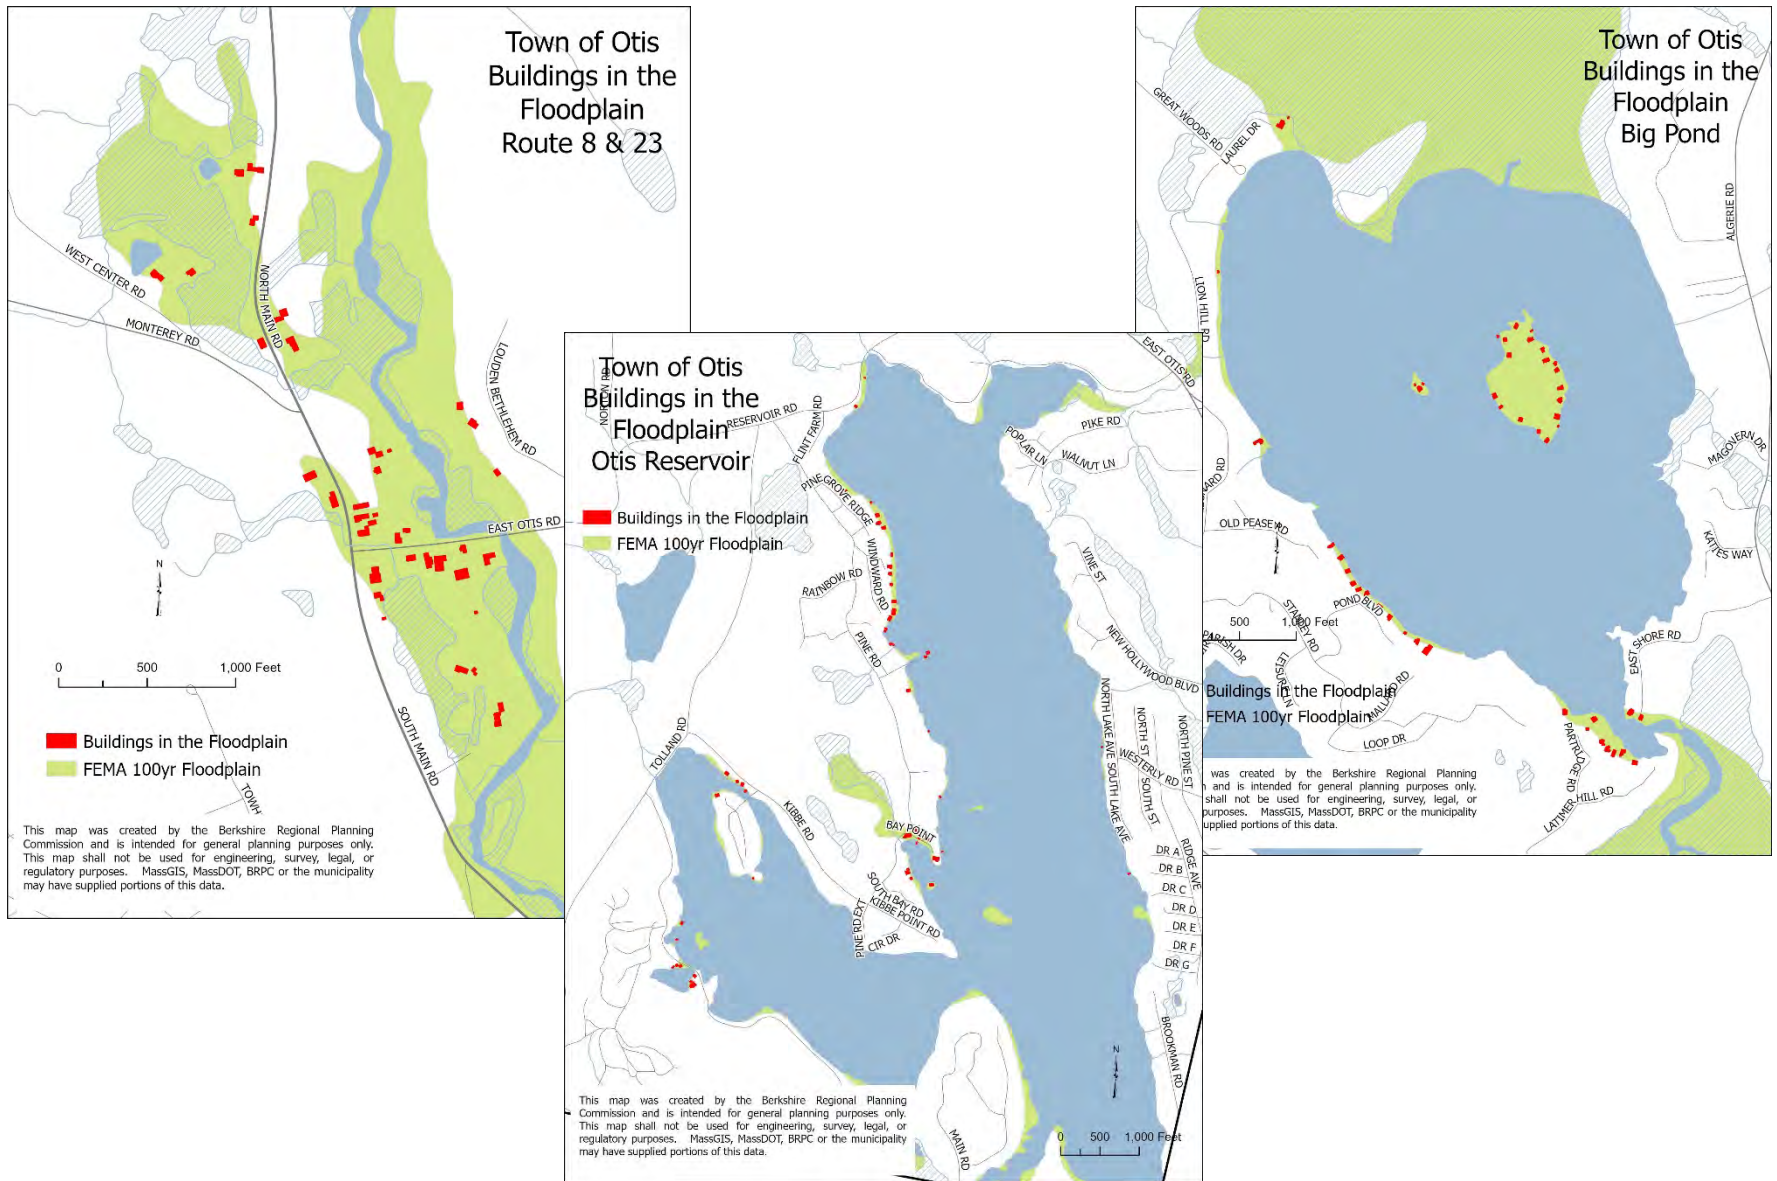 Town of Otis
Buildings in the
Floodplain
Route 8 & 23
WEST CENTER RD
MONTEREY RD
NORTH MAIN RD
LOUDEN BETHLEHEM RD
EAST OTIS RD
SOUTH MAIN RD
TOWH
N
0 500 1,000 Feet
Buildings in the Floodplain
FEMA 100yr Floodplain
This map was created by the Berkshire Regional Planning
Commission and is intended for general planning purposes only.
This map shall not be used for engineering, survey, legal, or
regulatory purposes. MassGIS, MassDOT, BRPC or the municipality
may have supplied portions of this data.
Town of Otis
Buildings in the
Floodplain
Otis Reservoir
Buildings in the Floodplain
FEMA 100yr Floodplain
NORTON RD
RESERVOIR RD
FLINT FARM RD
EAST OTIS RD
PIKE RD
POPLAR LN
WALNUT LN
PINE GROVE RIDGE
WINDWARD RD
RAINBOW RD
VINE ST
PINE RD
NEW HOLLYWOOD BLVD
NORTH LAKE AVE
SOUTH LAKE AVE
NORTH ST
NORTH PINE ST
WESTERLY RD
SOUTH ST
TOLLAND RD
KIBBE RD
BAY POINT
RIDGE AVE
DR A
DR B
DR C
DR D
DR E
DR F
DR G
SOUTH BAY RD
KIBBE POINT RD
PINE RD EXT
CIR DR
BROOKMAN RD
MAIN RD
N
0 500 1,000 Feet
This map was created by the Berkshire Regional Planning
Commission and is intended for general planning purposes only.
This map shall not be used for engineering, survey, legal, or
regulatory purposes. MassGIS, MassDOT, BRPC or the municipality
may have supplied portions of this data.
Town of Otis
Buildings in the
Floodplain
Big Pond
GREAT WOODS RD
LAUREL DR
ALGERIE RD
LION HILL RD
NARD RD
OLD PEASE RD
MAGOVERN DR
KATIES WAY
POND BLVD
STANLEY RD
PARISH DR
LEISURE LN
MALLARD RD
LOOP DR
EAST SHORE RD
PARTRIDGE RD
LATIMER HILL RD
500 1,000 Feet
Buildings in the Floodplain
FEMA 100yr Floodplain
was created by the Berkshire Regional Planning
n and is intended for general planning purposes only.
shall not be used for engineering, survey, legal, or
purposes. MassGIS, MassDOT, BRPC or the municipality
supplied portions of this data.